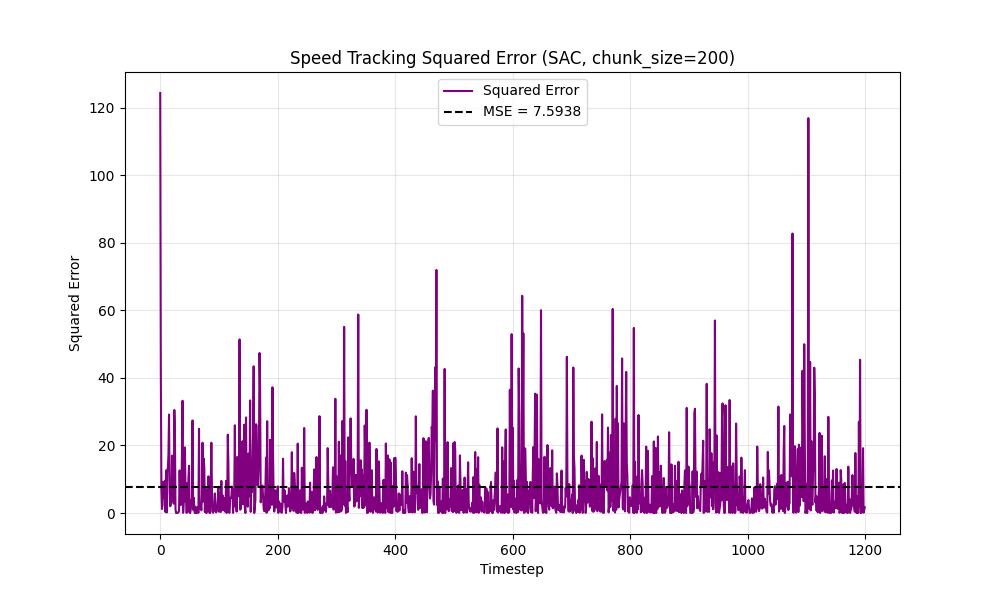 Speed Tracking Squared Error (SAC, chunk_size=200)
Squared Error
MSE = 7.5938
120
100
80
60
40
20
0
Squared Error
0 200 400 600 800 1000 1200
Timestep